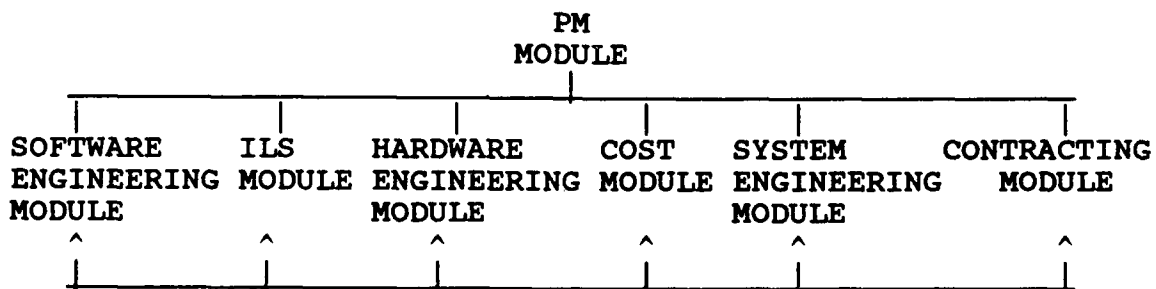 PM
MODULE
SOFTWARE ILS HARDWARE COST SYSTEM CONTRACTING
ENGINEERING MODULE ENGINEERING MODULE ENGINEERING MODULE
MODULE MODULE MODULE